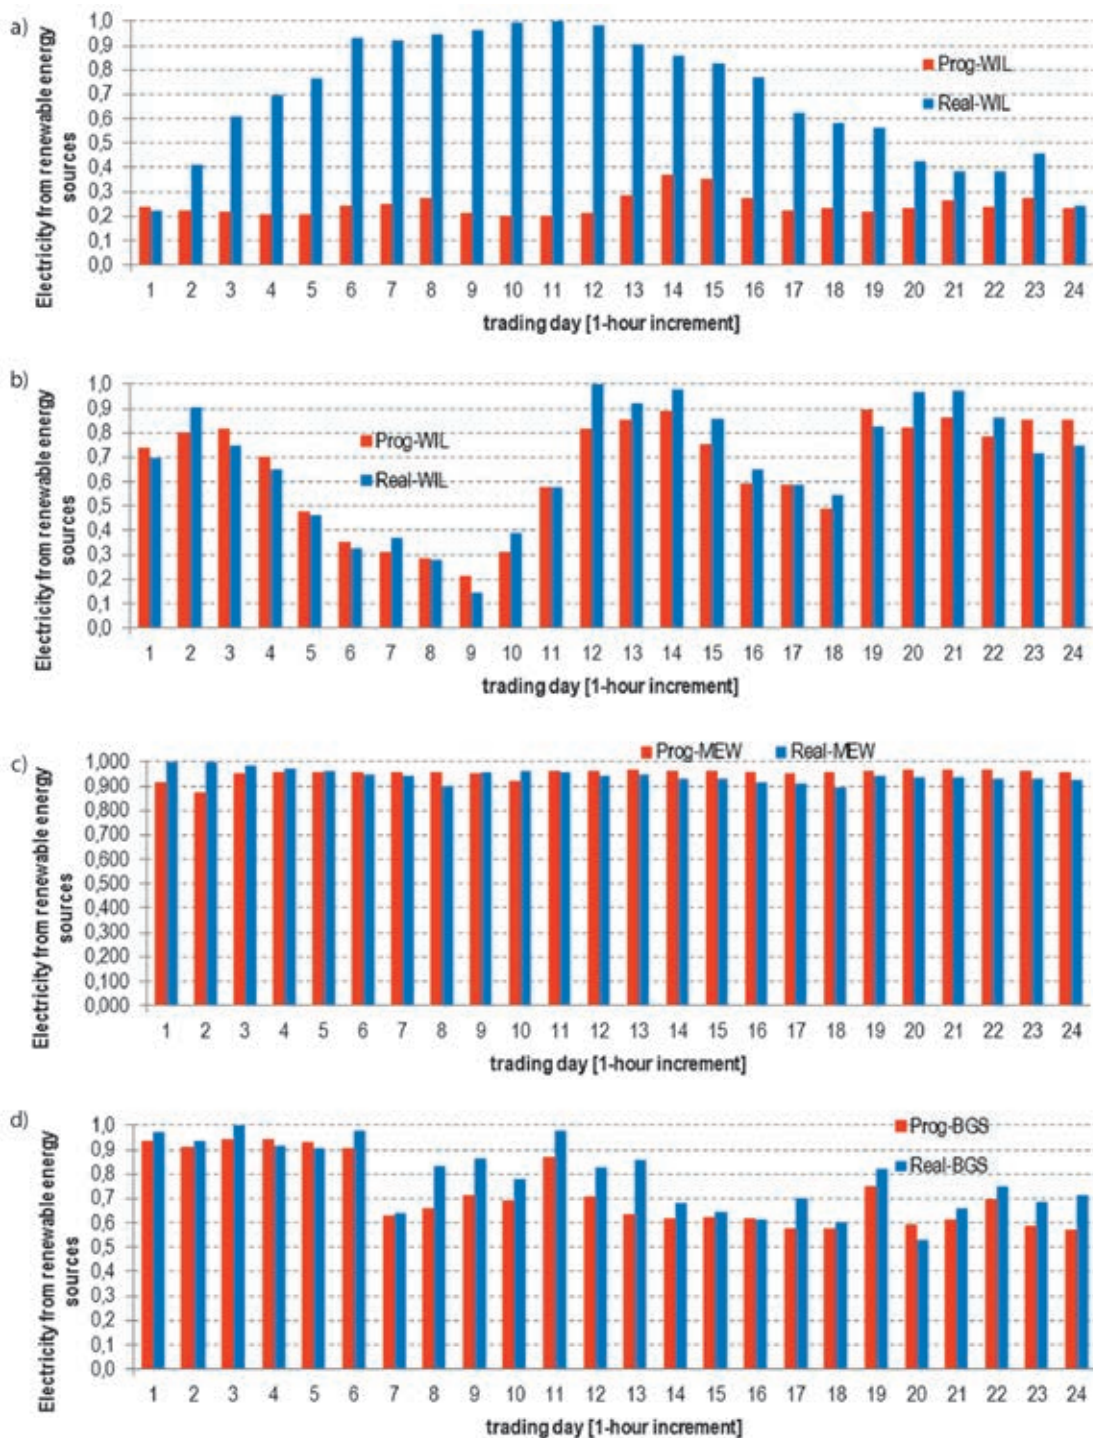 a)
Electricity from renewable energy
sources
1,0
0,9
0,8
0,7
0,6
0,5
0,4
0,3
0,2
0,1
0,0
Prog-WIL
Real-WIL
1 2 3 4 5 6 7 8 9 10 11 12 13 14 15 16 17 18 19 20 21 22 23 24
trading day [1-hour increment]
b)
Electricity from renewable energy
sources
1,0
0,9
0,8
0,7
0,6
0,5
0,4
0,3
0,2
0,1
0,0
Prog-WIL
Real-WIL
1 2 3 4 5 6 7 8 9 10 11 12 13 14 15 16 17 18 19 20 21 22 23 24
trading day [1-hour increment]
c)
Electricity from renewable energy
sources
Prog-MEW Real-MEW
1,000
0,900
0,800
0,700
0,600
0,500
0,400
0,300
0,200
0,100
0,000
1 2 3 4 5 6 7 8 9 10 11 12 13 14 15 16 17 18 19 20 21 22 23 24
trading day [1-hour increment]
d)
Electricity from renewable energy
sources
1,0
0,9
0,8
0,7
0,6
0,5
0,4
0,3
0,2
0,1
0,0
Prog-BGS
Real-BGS
1 2 3 4 5 6 7 8 9 10 11 12 13 14 15 16 17 18 19 20 21 22 23 24
trading day [1-hour increment]